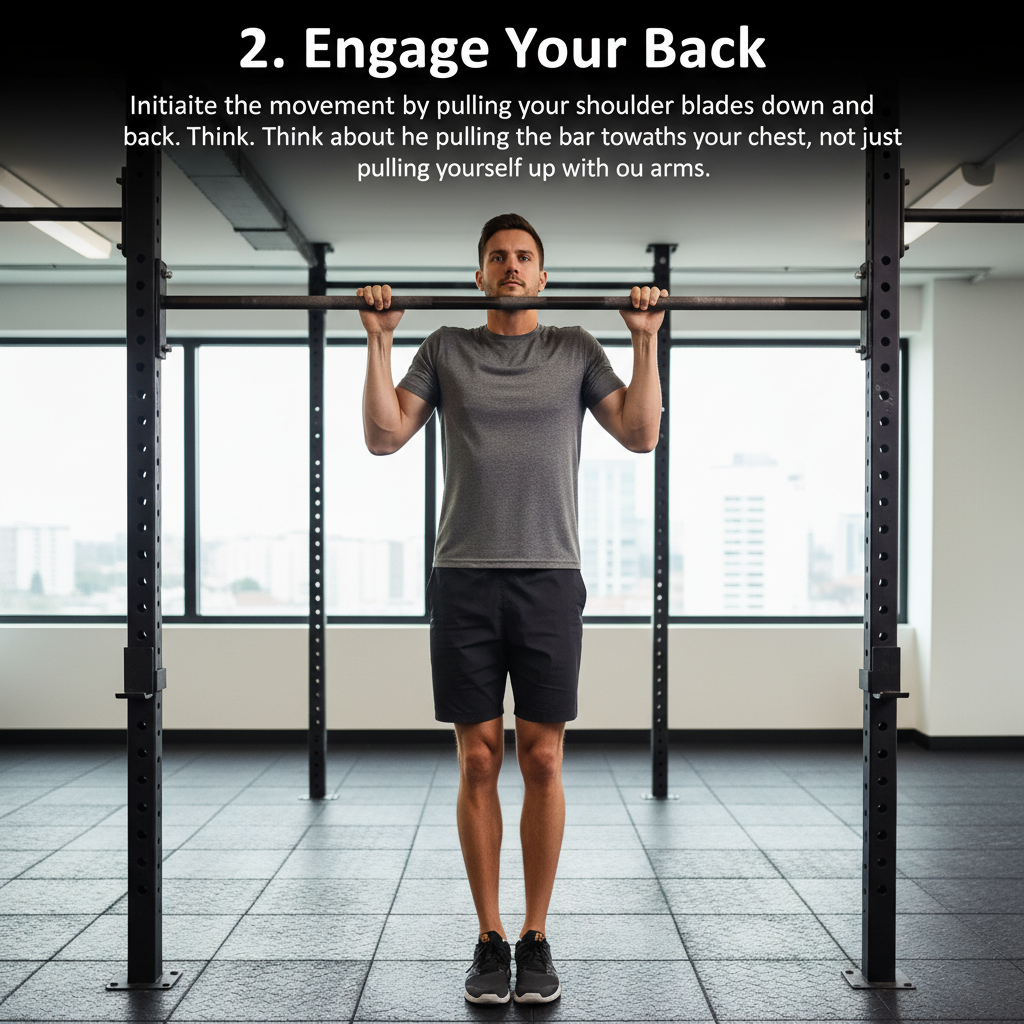 2. Engage Your Back
Initiaite the movement by pulling your shoulder blades down and
back. Think. Think about he pulling the bar towaths your chest, not just
pulling yourself up with ou arms.